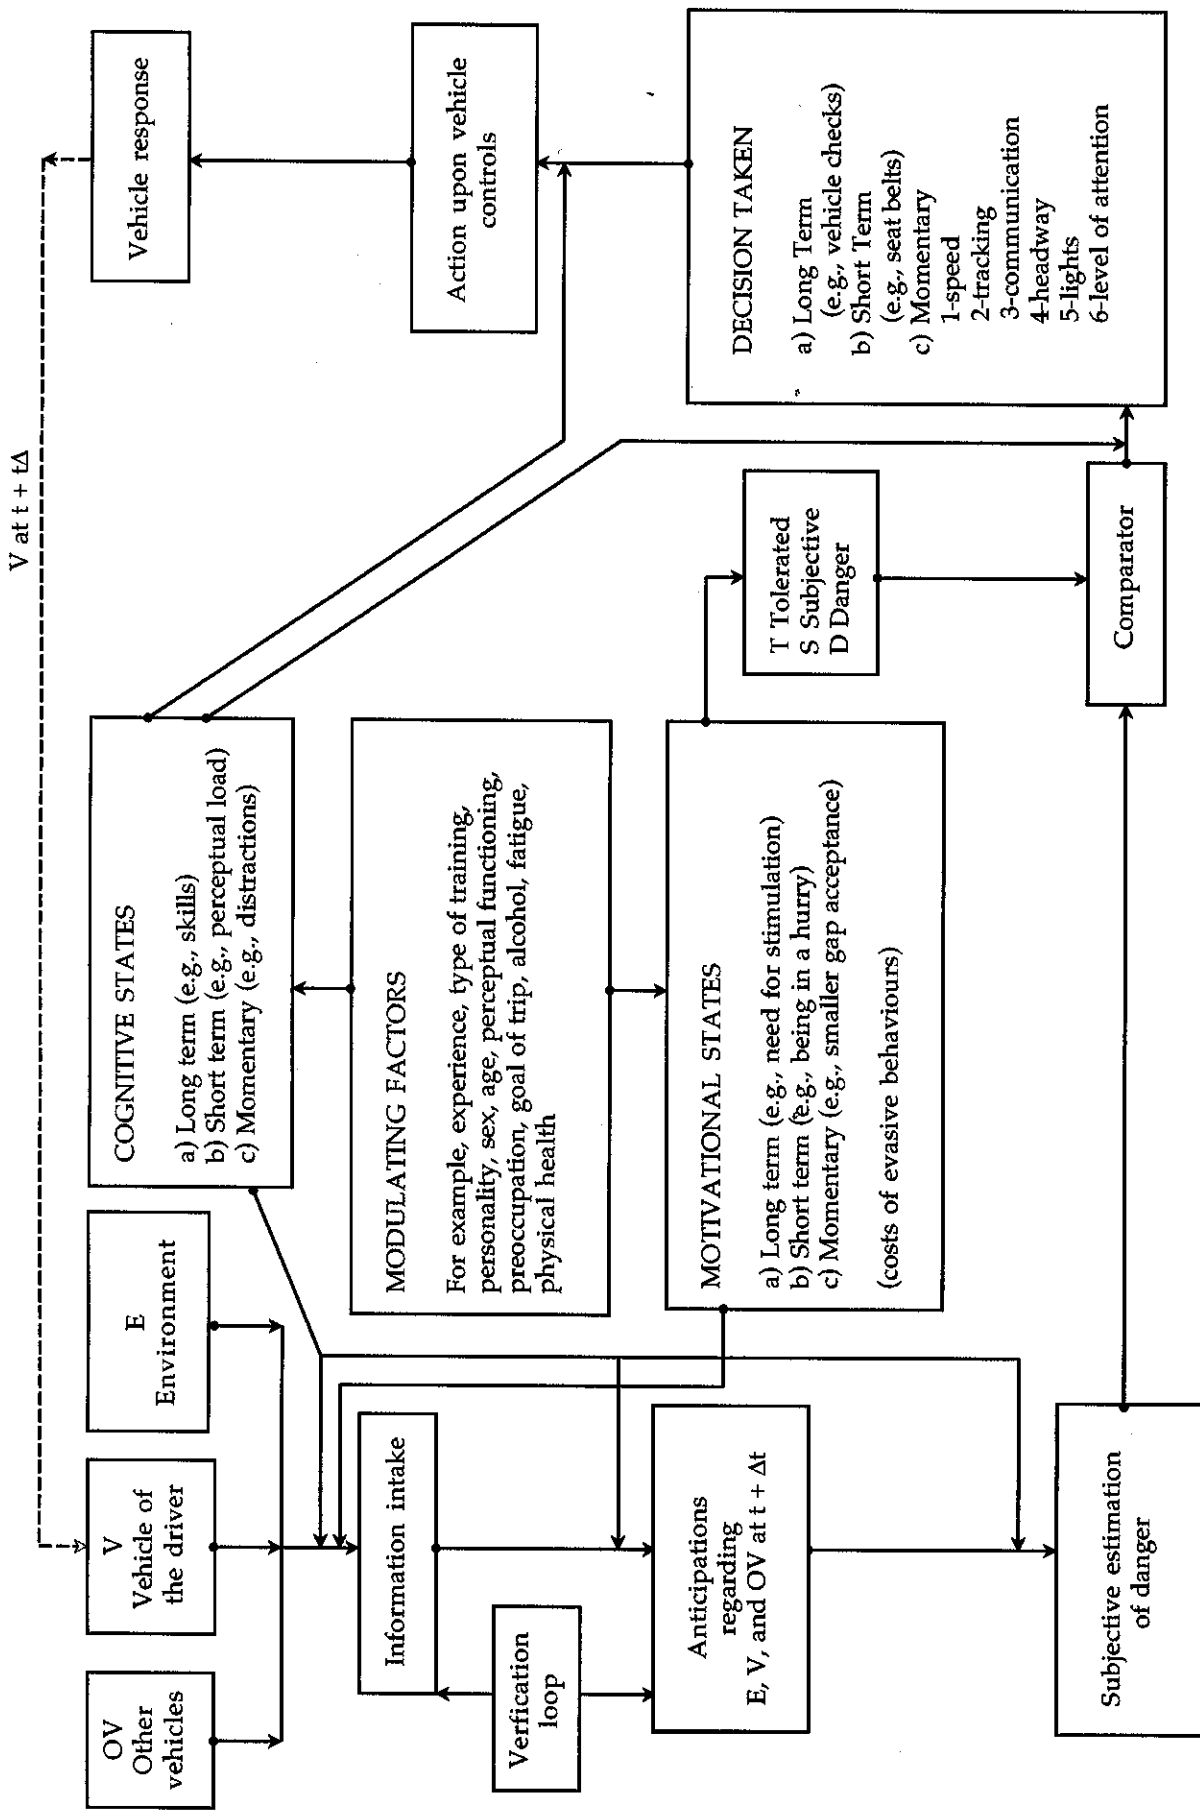 V at t + tΔ
OV
Other
vehicles
V
Vehicle of
the driver
E
Environment
COGNITIVE STATES
a) Long term (e.g., skills)
b) Short term (e.g., perceptual load)
c) Momentary (e.g., distractions)
Vehicle response
Information intake
MODULATING FACTORS
For example, experience, type of training,
personality, sex, age, perceptual functioning,
preoccupation, goal of trip, alcohol, fatigue,
physical health
Action upon vehicle
controls
Verfication
loop
Anticipations
regarding
E, V, and OV at t + Δt
MOTIVATIONAL STATES
a) Long term (e.g., need for stimulation)
b) Short term (e.g., being in a hurry)
c) Momentary (e.g., smaller gap acceptance)
(costs of evasive behaviours)
T Tolerated
S Subjective
D Danger
DECISION TAKEN
a) Long Term
(e.g., vehicle checks)
b) Short Term
(e.g., seat belts)
c) Momentary
1-speed
2-tracking
3-communication
4-headway
5-lights
6-level of attention
Subjective estimation
of danger
Comparator